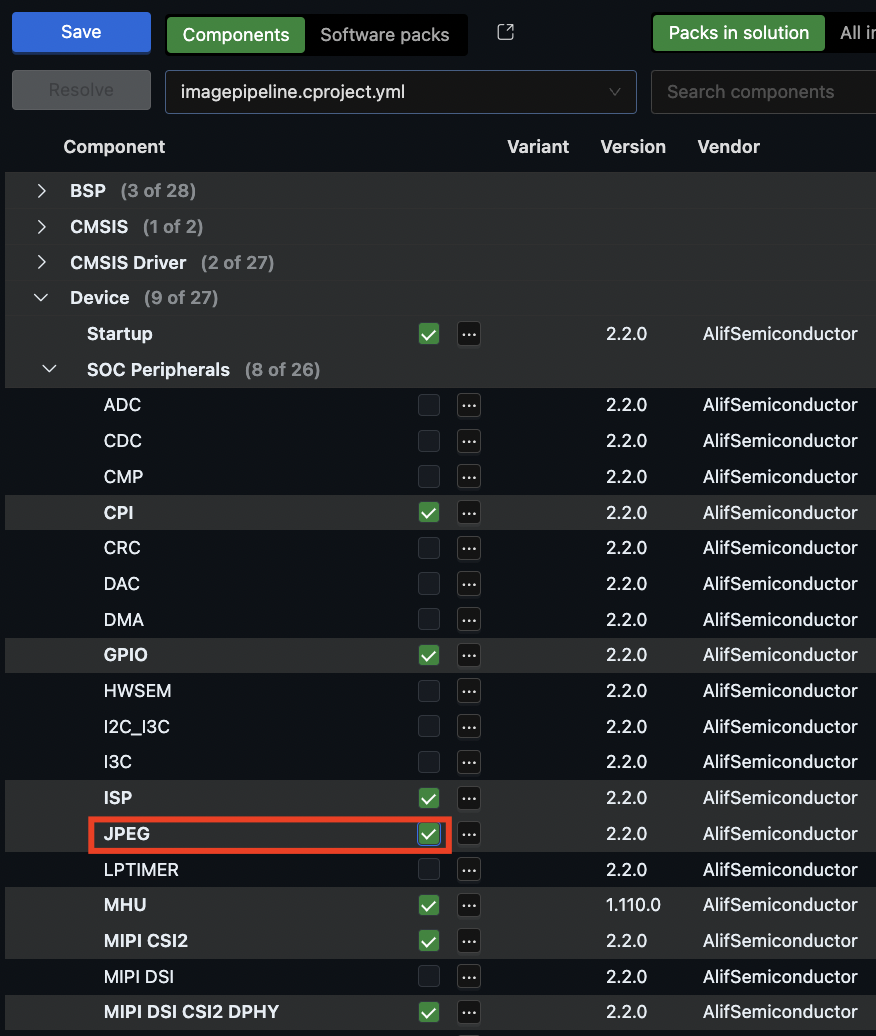 Save Components Software packs Packs in solution All in
Resolve imagepipeline.cproject.yml Search components
Component Variant Version Vendor
BSP (3 of 28)
CMSIS (1 of 2)
CMSIS Driver (2 of 27)
Device (9 of 27)
Startup ... 2.2.0 AlifSemiconductor
SOC Peripherals (8 of 26)
ADC ... 2.2.0 AlifSemiconductor
CDC ... 2.2.0 AlifSemiconductor
CMP ... 2.2.0 AlifSemiconductor
CPI ... 2.2.0 AlifSemiconductor
CRC ... 2.2.0 AlifSemiconductor
DAC ... 2.2.0 AlifSemiconductor
DMA ... 2.2.0 AlifSemiconductor
GPIO ... 2.2.0 AlifSemiconductor
HWSEM ... 2.2.0 AlifSemiconductor
I2C_I3C ... 2.2.0 AlifSemiconductor
I3C ... 2.2.0 AlifSemiconductor
ISP ... 2.2.0 AlifSemiconductor
JPEG ... 2.2.0 AlifSemiconductor
LPTIMER ... 2.2.0 AlifSemiconductor
MHU ... 1.110.0 AlifSemiconductor
MIPI CSI2 ... 2.2.0 AlifSemiconductor
MIPI DSI ... 2.2.0 AlifSemiconductor
MIPI DSI CSI2 DPHY ... 2.2.0 AlifSemiconductor